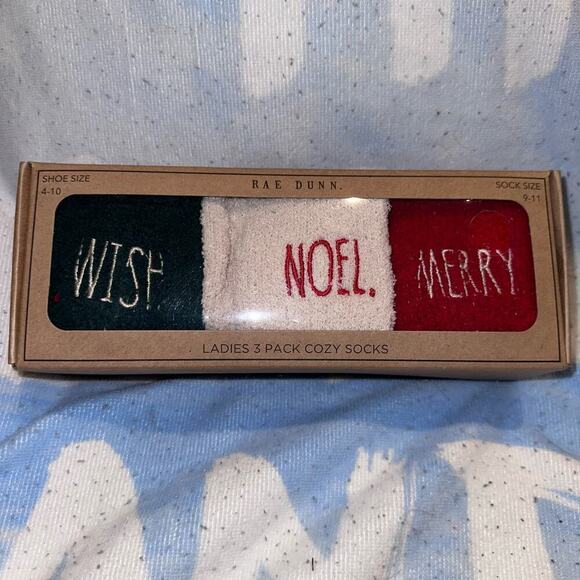 SHOE SIZE
4-10
RAE DUNN.
SOCK SIZE
9-11
WISH
NOEL.
MERRY
LADIES 3 PACK COZY SOCKS